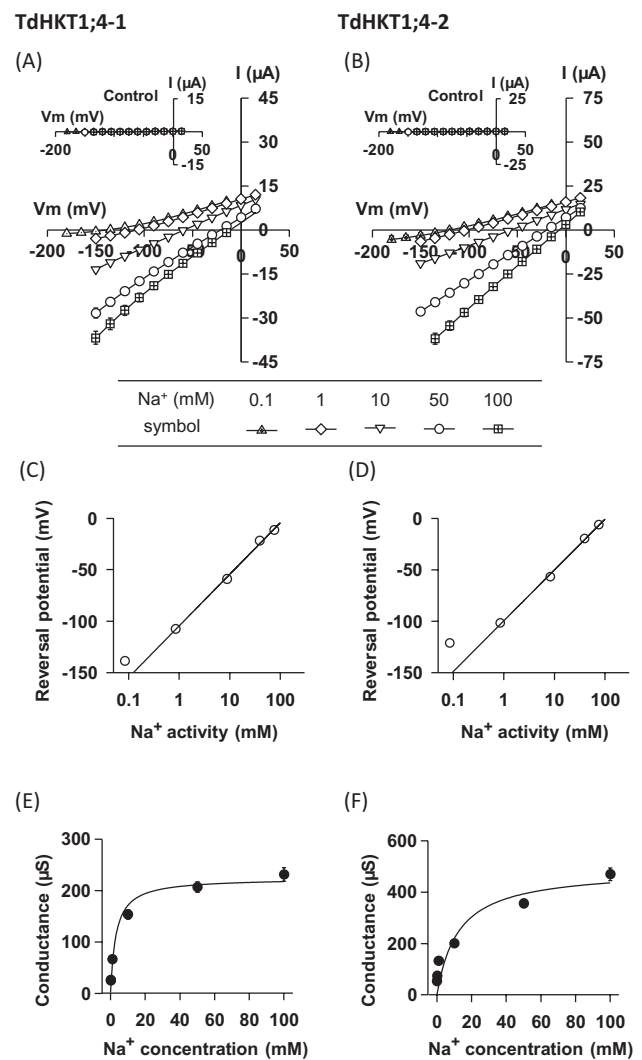 TdHKT1;4-1 TdHKT1;4-2
(A) (B)
I (µA) I (µA)
45 75
I (µA) I (µA)
Control 15 Control 25
Vm (mV) Vm (mV)
-200 0 50 -200 0 50
-15 -25
30 50
15 25
Vm (mV) Vm (mV)
0 0
-200 -150 -100 -50 0 50 -200 -150 -100 -50 0 50
-15 -25
-30 -50
-45 -75
Na⁺ (mM) 0.1 1 10 50 100
symbol
(C) (D)
Reversal potential (mV) Reversal potential (mV)
0 0
-50 -50
-100 -100
-150 -150
0.1 1 10 100 0.1 1 10 100
Na⁺ activity (mM) Na⁺ activity (mM)
(E) (F)
Conductance (µS) Conductance (µS)
300 600
200 400
100 200
0 0
0 20 40 60 80 100 0 20 40 60 80 100
Na⁺ concentration (mM) Na⁺ concentration (mM)